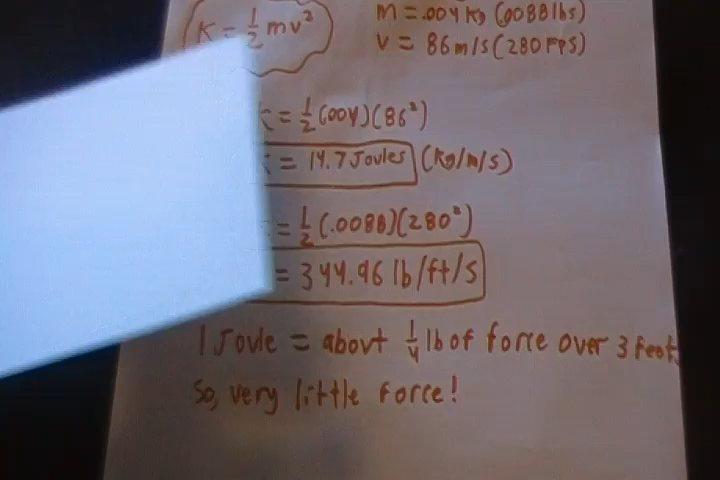 K = 1/2 mv²
M = .004 kg (.0088 lbs)
V = 86 m/s (280 FPS)
= 1/2 (.004)(86²)
= 14.7 Joules (kg/m/s)
= 1/2 (.0088)(280²)
= 344.96 lb/ft/s
1 Joule = about 1/4 lb of force over 3 feet.
So, very little force!